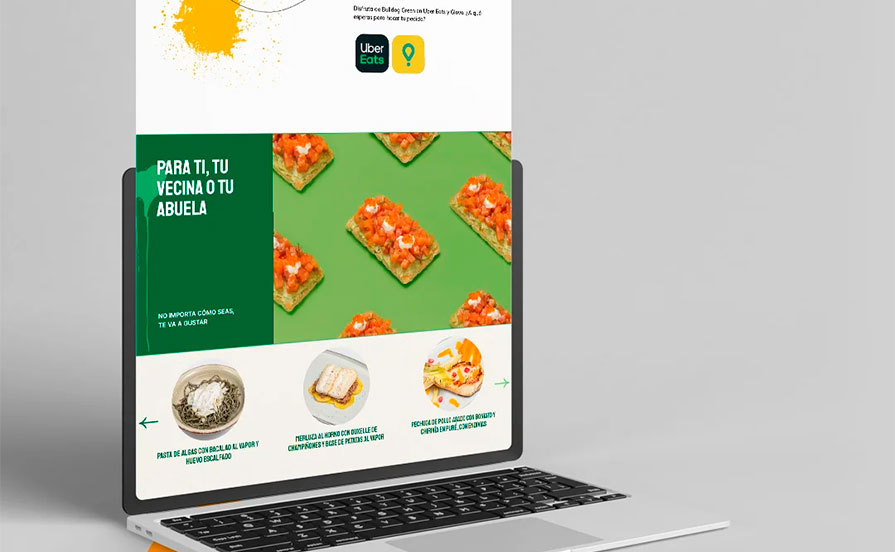 Disfruta de Bulldog Green en Uber Eats y Glovo ¿A qué
esperas para hacer tu pedido?
Uber
Eats
PARA TI, TU
VECINA O TU
ABUELA
NO IMPORTA CÓMO SEAS,
TE VA A GUSTAR
PASTA DE ALGAS CON BACALAO AL VAPOR Y
HUEVO ESCALFADO
MERLUZA AL HORNO CON DUXELLE DE
CHAMPIÑONES Y BASE DE PATATAS AL VAPOR
PECHUGA DE POLLO ASADO CON BONIATO Y
CHIRIVÍA EN PURÉ, CON ENDIVIAS